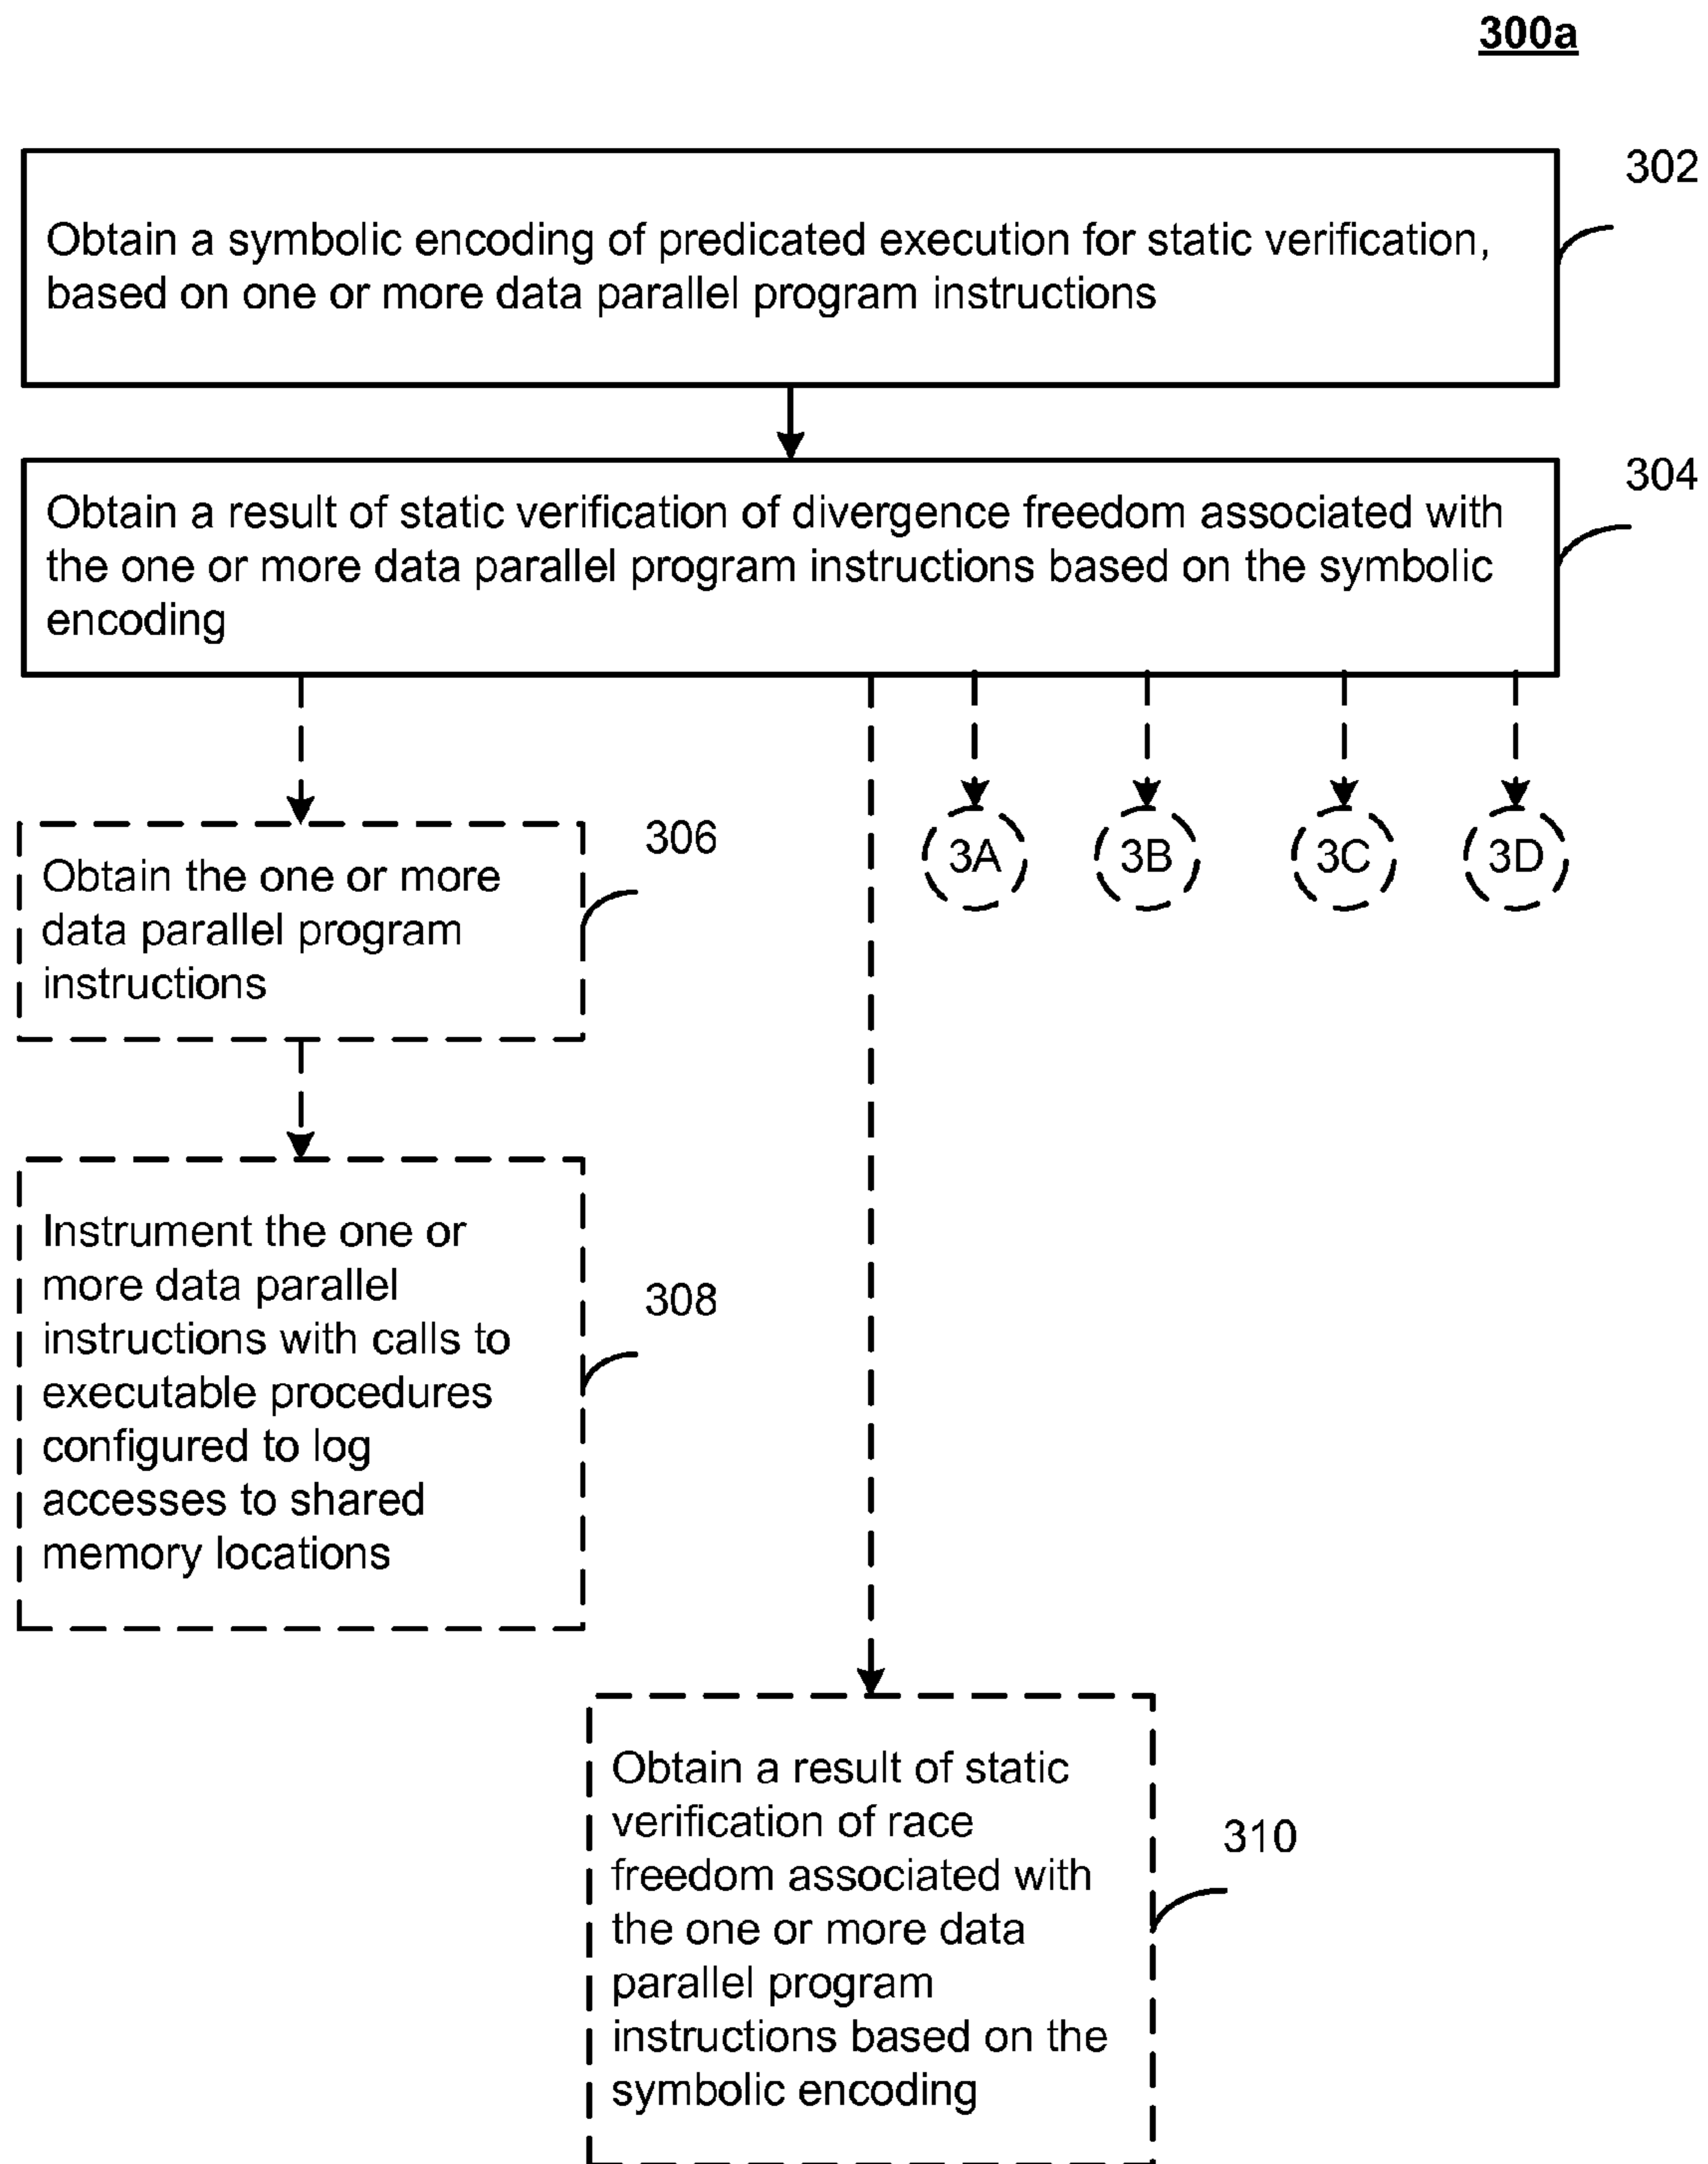 300a
302
Obtain a symbolic encoding of predicated execution for static verification,
based on one or more data parallel program instructions
304
Obtain a result of static verification of divergence freedom associated with
the one or more data parallel program instructions based on the symbolic
encoding
306
Obtain the one or more
data parallel program
instructions
3A
3B
3C
3D
308
Instrument the one or
more data parallel
instructions with calls to
executable procedures
configured to log
accesses to shared
memory locations
310
Obtain a result of static
verification of race
freedom associated with
the one or more data
parallel program
instructions based on the
symbolic encoding